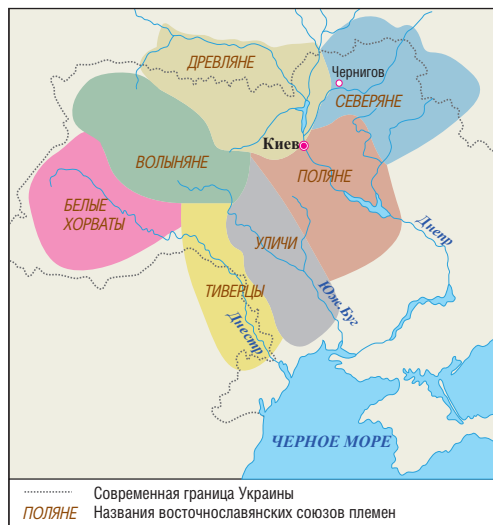 ДРЕВЛЯНЕ
Чернигов
СЕВЕРЯНЕ
Киев
ВОЛЫНЯНЕ
ПОЛЯНЕ
БЕЛЫЕ
ХОРВАТЫ
Днепр
УЛИЧИ
ТИВЕРЦЫ
Юж.Буг
Днестр
ЧЕРНОЕ МОРЕ
Современная граница Украины
ПОЛЯНЕ Названия восточнославянских союзов племен